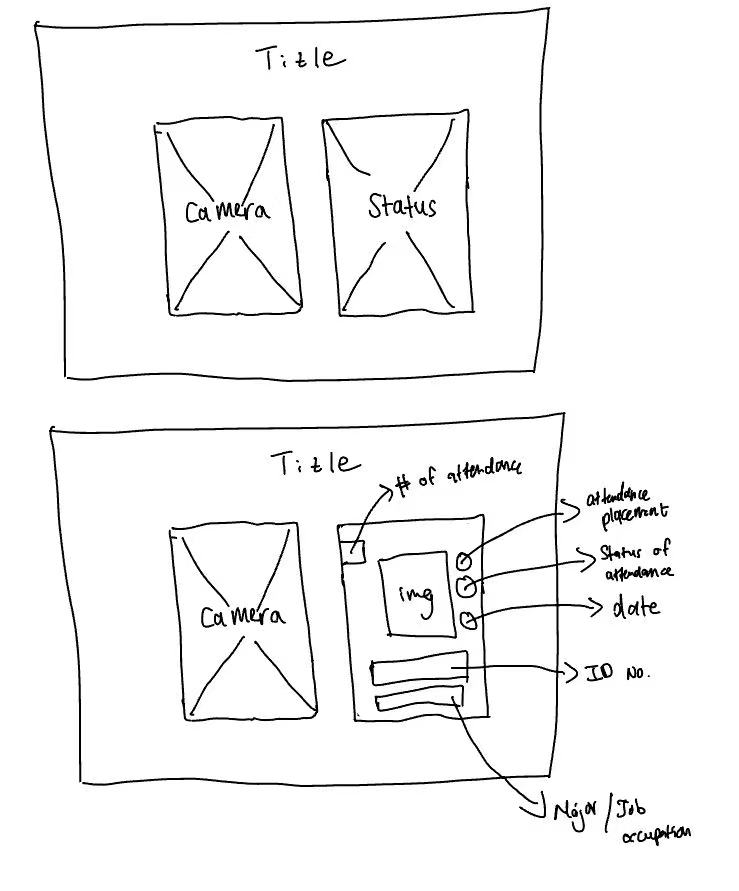 Title
Camera
Status
Title
# of attendance
attendance
placement
Status of
attendance
date
Camera
img
ID No.
Major / Job
occupation